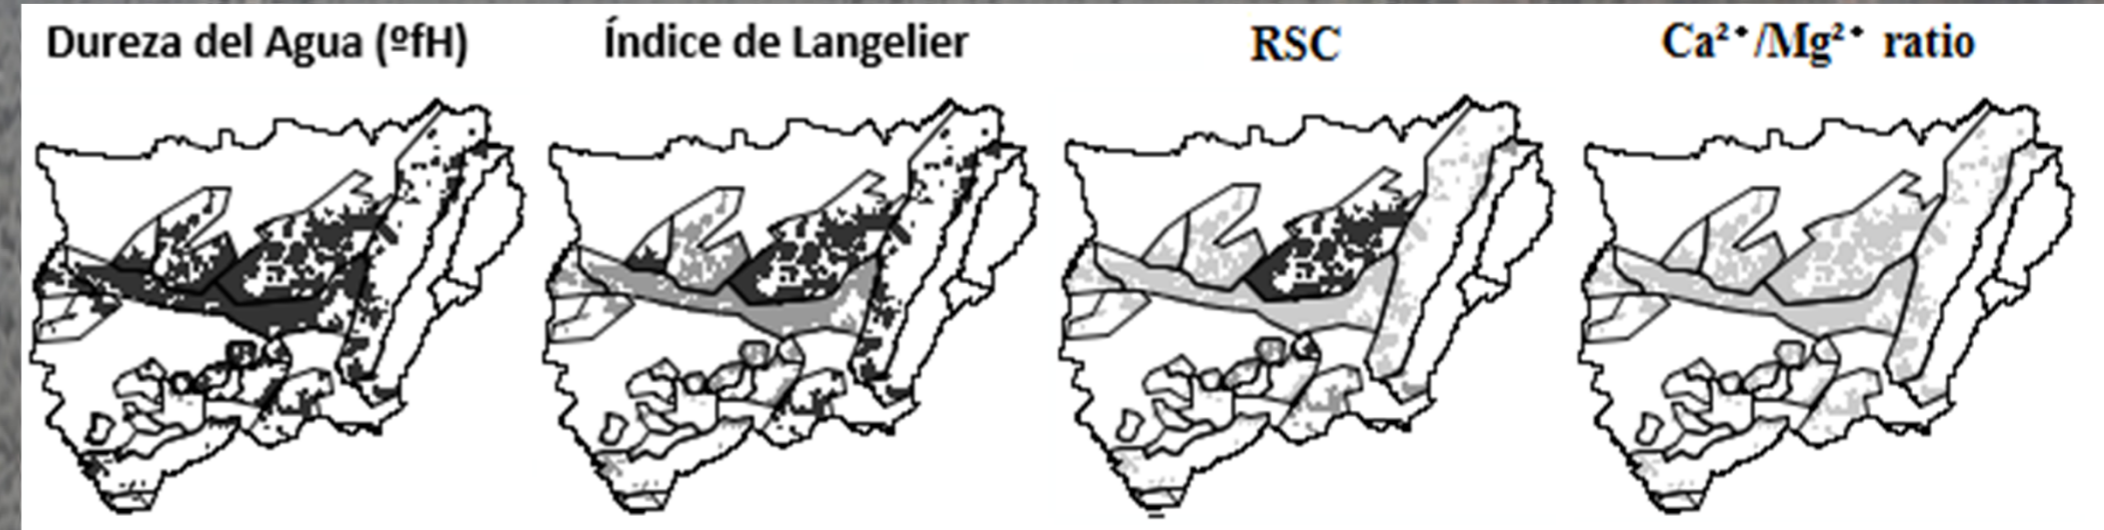 Dureza del Agua (ºfH)
Índice de Langelier
RSC
Ca²⁺/Mg²⁺ ratio